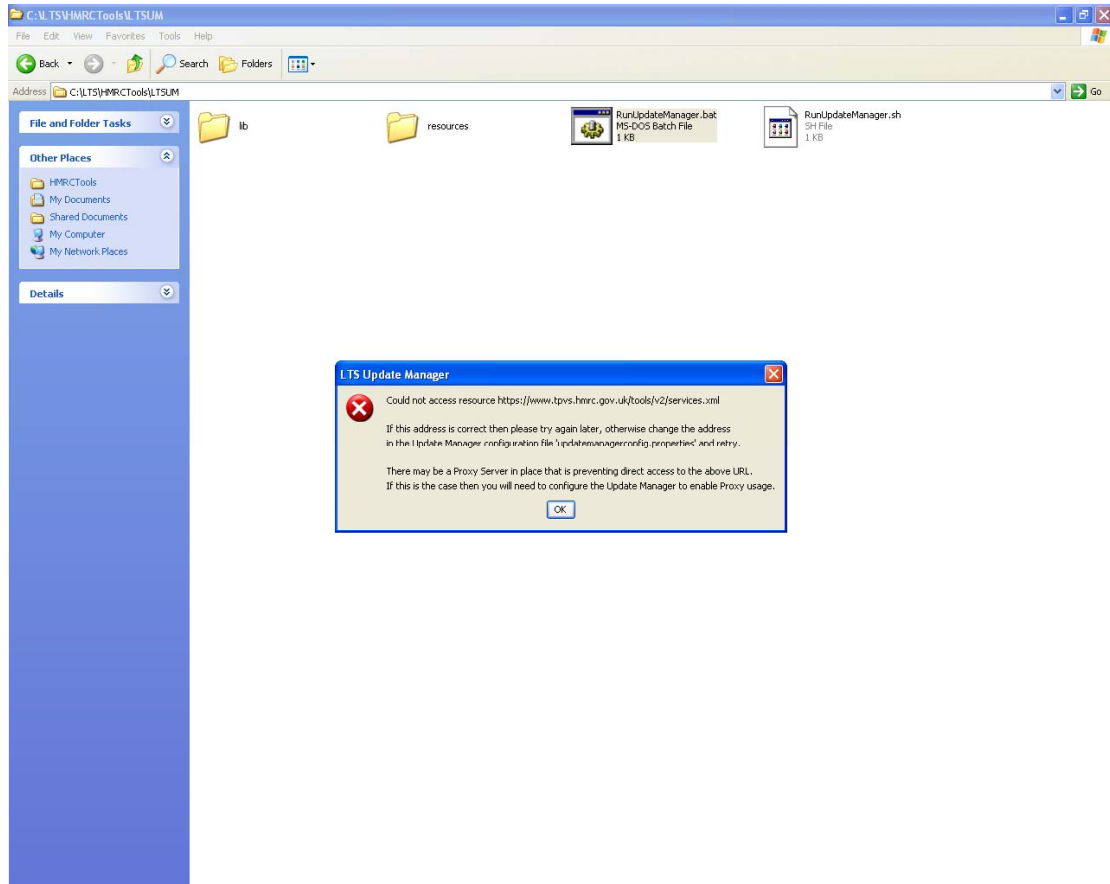 C:\LTS\HMRCTools\LTSUM
File Edit View Favorites Tools Help
Back Search Folders
Address C:\LTS\HMRCTools\LTSUM Go
File and Folder Tasks
Other Places
HMRCTools
My Documents
Shared Documents
My Computer
My Network Places
Details
lib
resources
RunUpdateManager.bat
MS-DOS Batch File
1 KB
RunUpdateManager.sh
SH File
1 KB
LTS Update Manager
Could not access resource https://www.tpvs.hmrc.gov.uk/tools/v2/services.xml
If this address is correct then please try again later, otherwise change the address
in the Update Manager configuration file 'updatemanagerconfig.properties' and retry.
There may be a Proxy Server in place that is preventing direct access to the above URL.
If this is the case then you will need to configure the Update Manager to enable Proxy usage.
OK